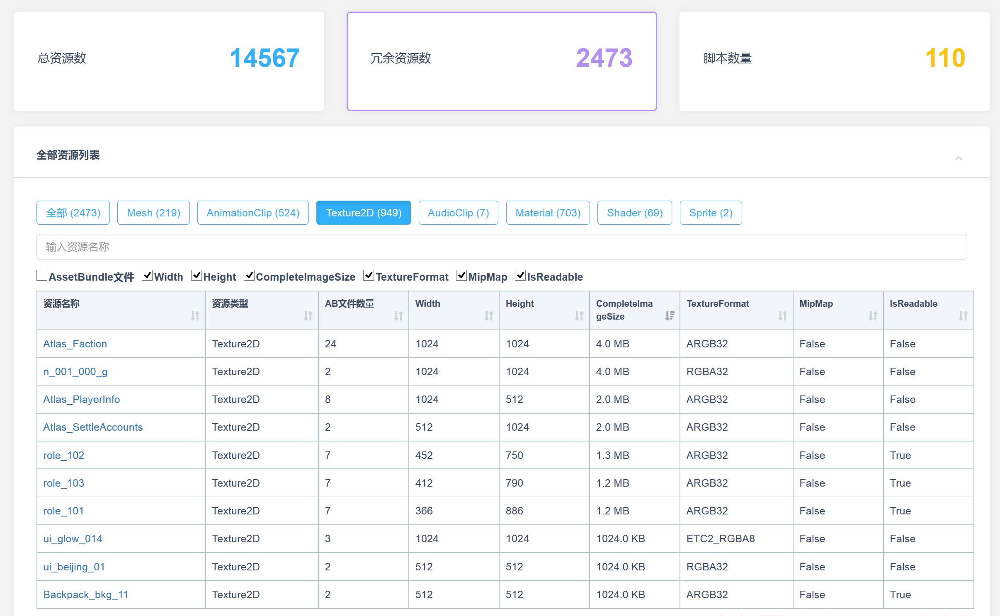 总资源数 14567 冗余资源数 2473 脚本数量 110
全部资源列表
全部 (2473) Mesh (219) AnimationClip (524) Texture2D (949) AudioClip (7) Material (703) Shader (69) Sprite (2)
输入资源名称
AssetBundle文件 Width Height CompleteImageSize TextureFormat MipMap IsReadable
资源名称 资源类型 AB文件数量 Width Height CompleteIma TextureFormat MipMap IsReadable
geSize
Atlas_Faction Texture2D 24 1024 1024 4.0 MB ARGB32 False False
n_001_000_g Texture2D 2 1024 1024 4.0 MB RGBA32 False False
Atlas_PlayerInfo Texture2D 8 1024 512 2.0 MB ARGB32 False False
Atlas_SettleAccounts Texture2D 2 512 1024 2.0 MB ARGB32 False False
role_102 Texture2D 7 452 750 1.3 MB ARGB32 False True
role_103 Texture2D 7 412 790 1.2 MB ARGB32 False True
role_101 Texture2D 7 366 886 1.2 MB ARGB32 False True
ui_glow_014 Texture2D 3 1024 1024 1024.0 KB ETC2_RGBA8 False False
ui_beijing_01 Texture2D 2 512 512 1024.0 KB RGBA32 False False
Backpack_bkg_11 Texture2D 2 512 512 1024.0 KB ARGB32 False True